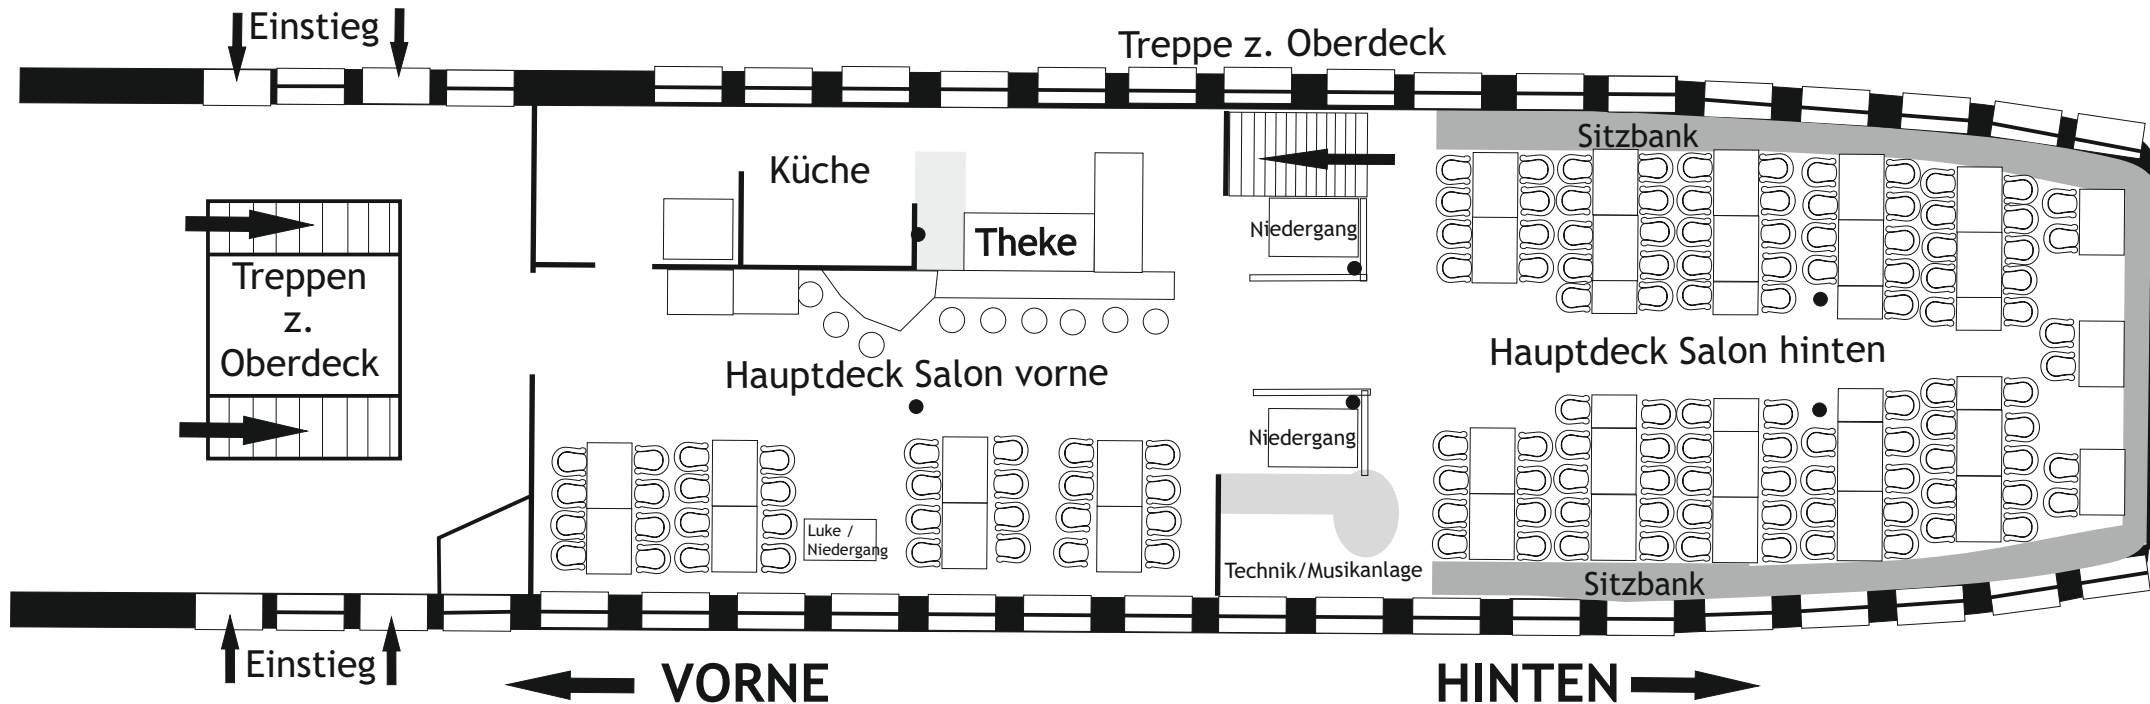 Einstieg
Treppe z. Oberdeck
Sitzbank
Küche
Theke
Niedergang
Treppen
z.
Oberdeck
Hauptdeck Salon vorne
Hauptdeck Salon hinten
Niedergang
Luke /
Niedergang
Technik/Musikanlage
Sitzbank
Einstieg
VORNE
HINTEN